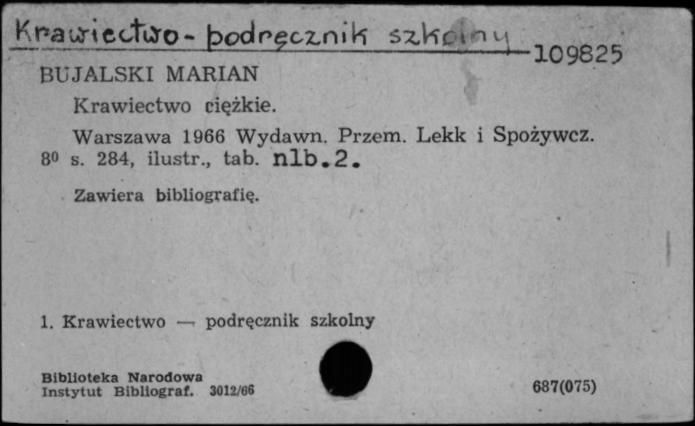 Krawiectwo - podręcznik szkolny
109825
BUJALSKI MARIAN
Krawiectwo ciężkie.
Warszawa 1966 Wydawn. Przem. Lekk i Spożywcz.
8⁰ s. 284, ilustr., tab. nlb.2.
Zawiera bibliografię.
1. Krawiectwo — podręcznik szkolny
Biblioteka Narodowa
Instytut Bibliograf. 3012/66
687(075)